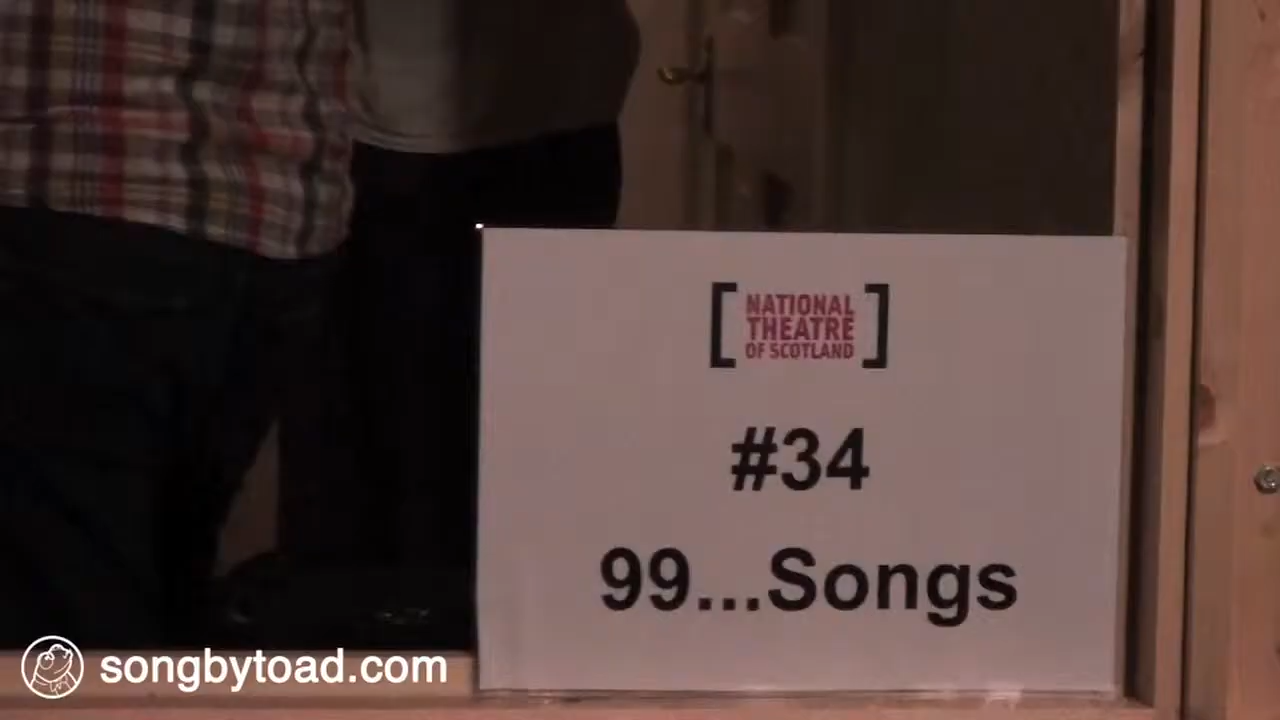 [NATIONAL
THEATRE
OF SCOTLAND]
#34
99...Songs
songbytoad.com